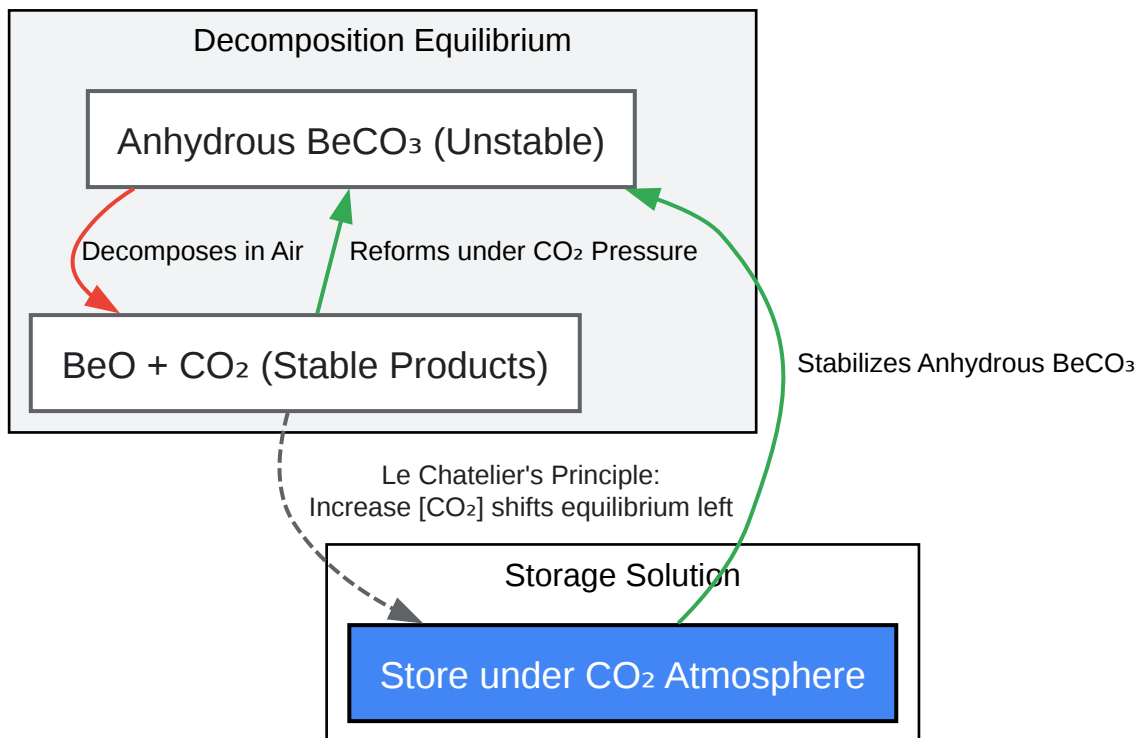 Decomposition Equilibrium
Anhydrous BeCO₃ (Unstable)
Decomposes in Air
Reforms under CO₂ Pressure
BeO + CO₂ (Stable Products)
Stabilizes Anhydrous BeCO₃
Le Chatelier's Principle:
Increase [CO₂] shifts equilibrium left
Storage Solution
Store under CO₂ Atmosphere